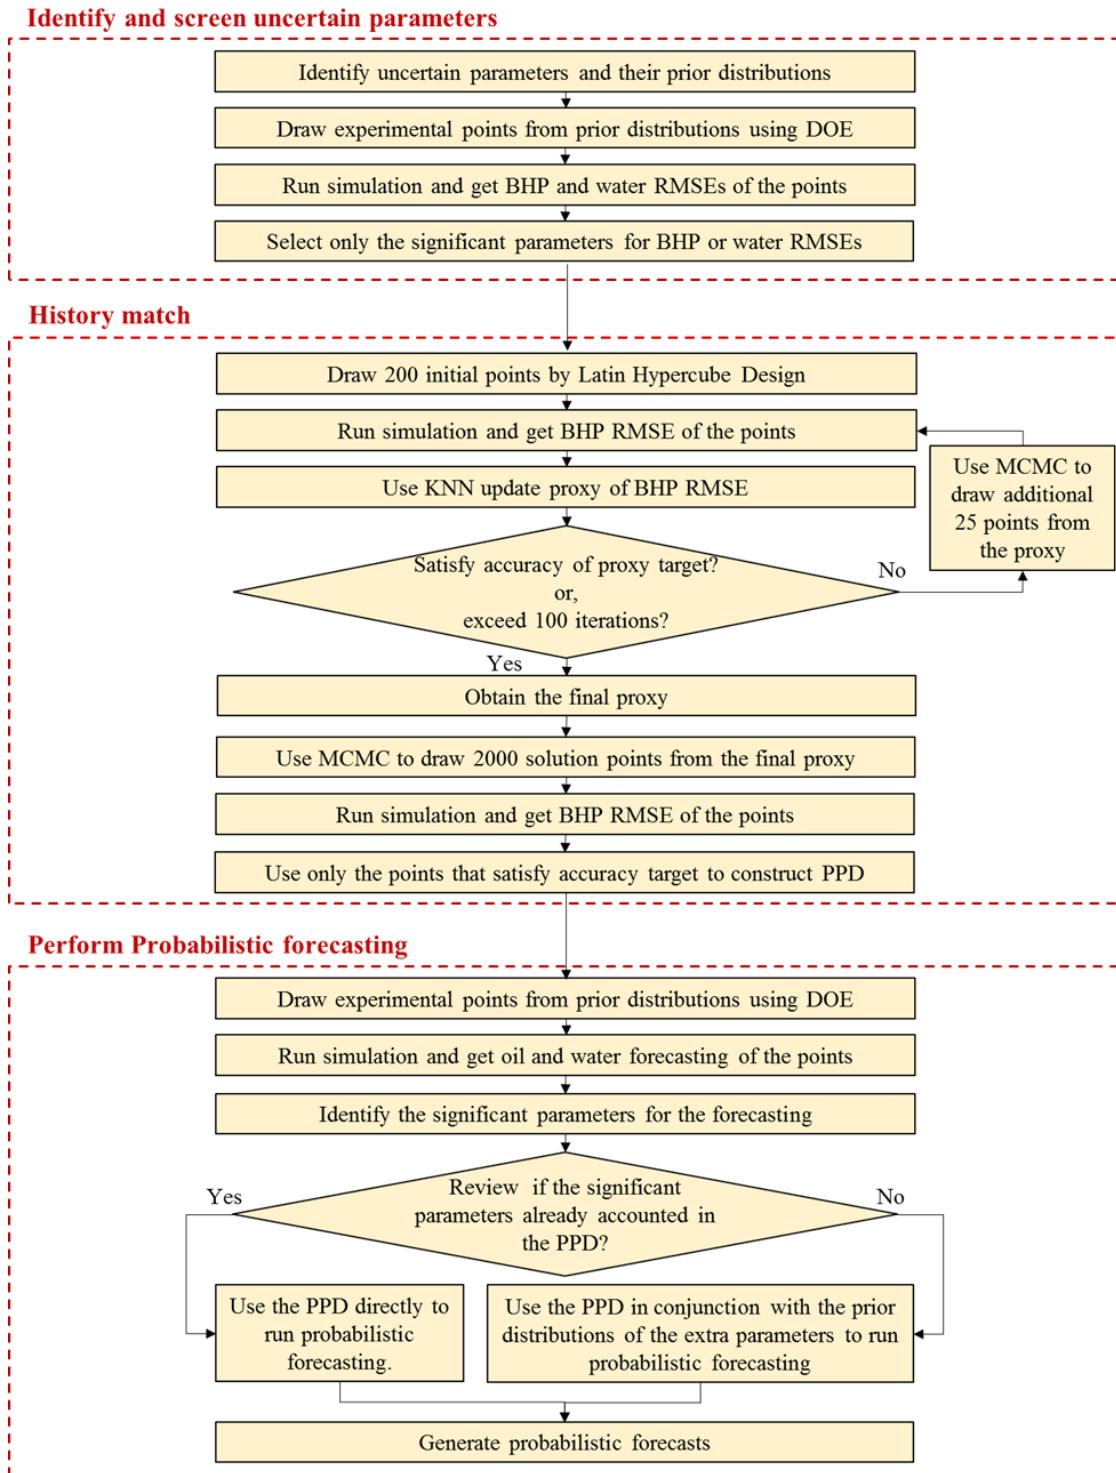 Identify and screen uncertain parameters
Identify uncertain parameters and their prior distributions
Draw experimental points from prior distributions using DOE
Run simulation and get BHP and water RMSEs of the points
Select only the significant parameters for BHP or water RMSEs
History match
Draw 200 initial points by Latin Hypercube Design
Run simulation and get BHP RMSE of the points
Use KNN update proxy of BHP RMSE
Use MCMC to
draw additional
25 points from
the proxy
Satisfy accuracy of proxy target?
or,
exceed 100 iterations?
No
Yes
Obtain the final proxy
Use MCMC to draw 2000 solution points from the final proxy
Run simulation and get BHP RMSE of the points
Use only the points that satisfy accuracy target to construct PPD
Perform Probabilistic forecasting
Draw experimental points from prior distributions using DOE
Run simulation and get oil and water forecasting of the points
Identify the significant parameters for the forecasting
Review if the significant
parameters already accounted in
the PPD?
Yes
No
Use the PPD directly to
run probabilistic
forecasting.
Use the PPD in conjunction with the prior
distributions of the extra parameters to run
probabilistic forecasting
Generate probabilistic forecasts